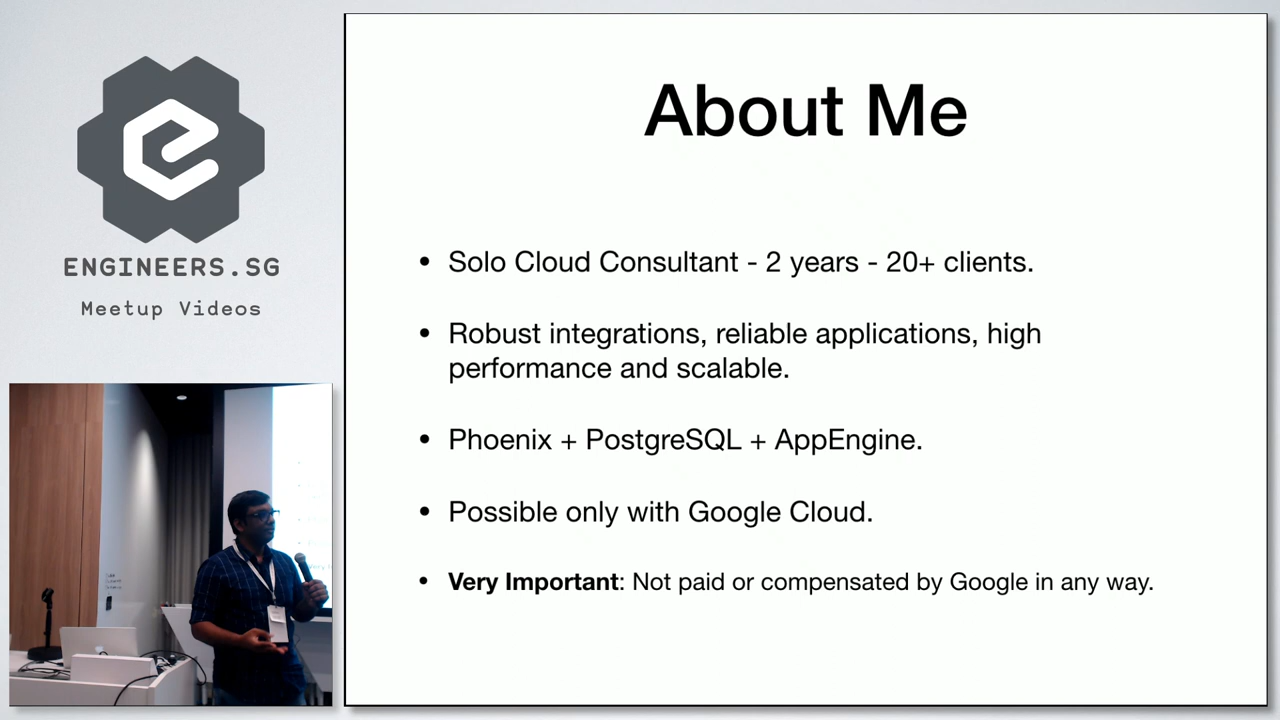 ENGINEERS.SG
Meetup Videos
About Me
• Solo Cloud Consultant - 2 years - 20+ clients.
• Robust integrations, reliable applications, high
performance and scalable.
• Phoenix + PostgreSQL + AppEngine.
• Possible only with Google Cloud.
• Very Important: Not paid or compensated by Google in any way.